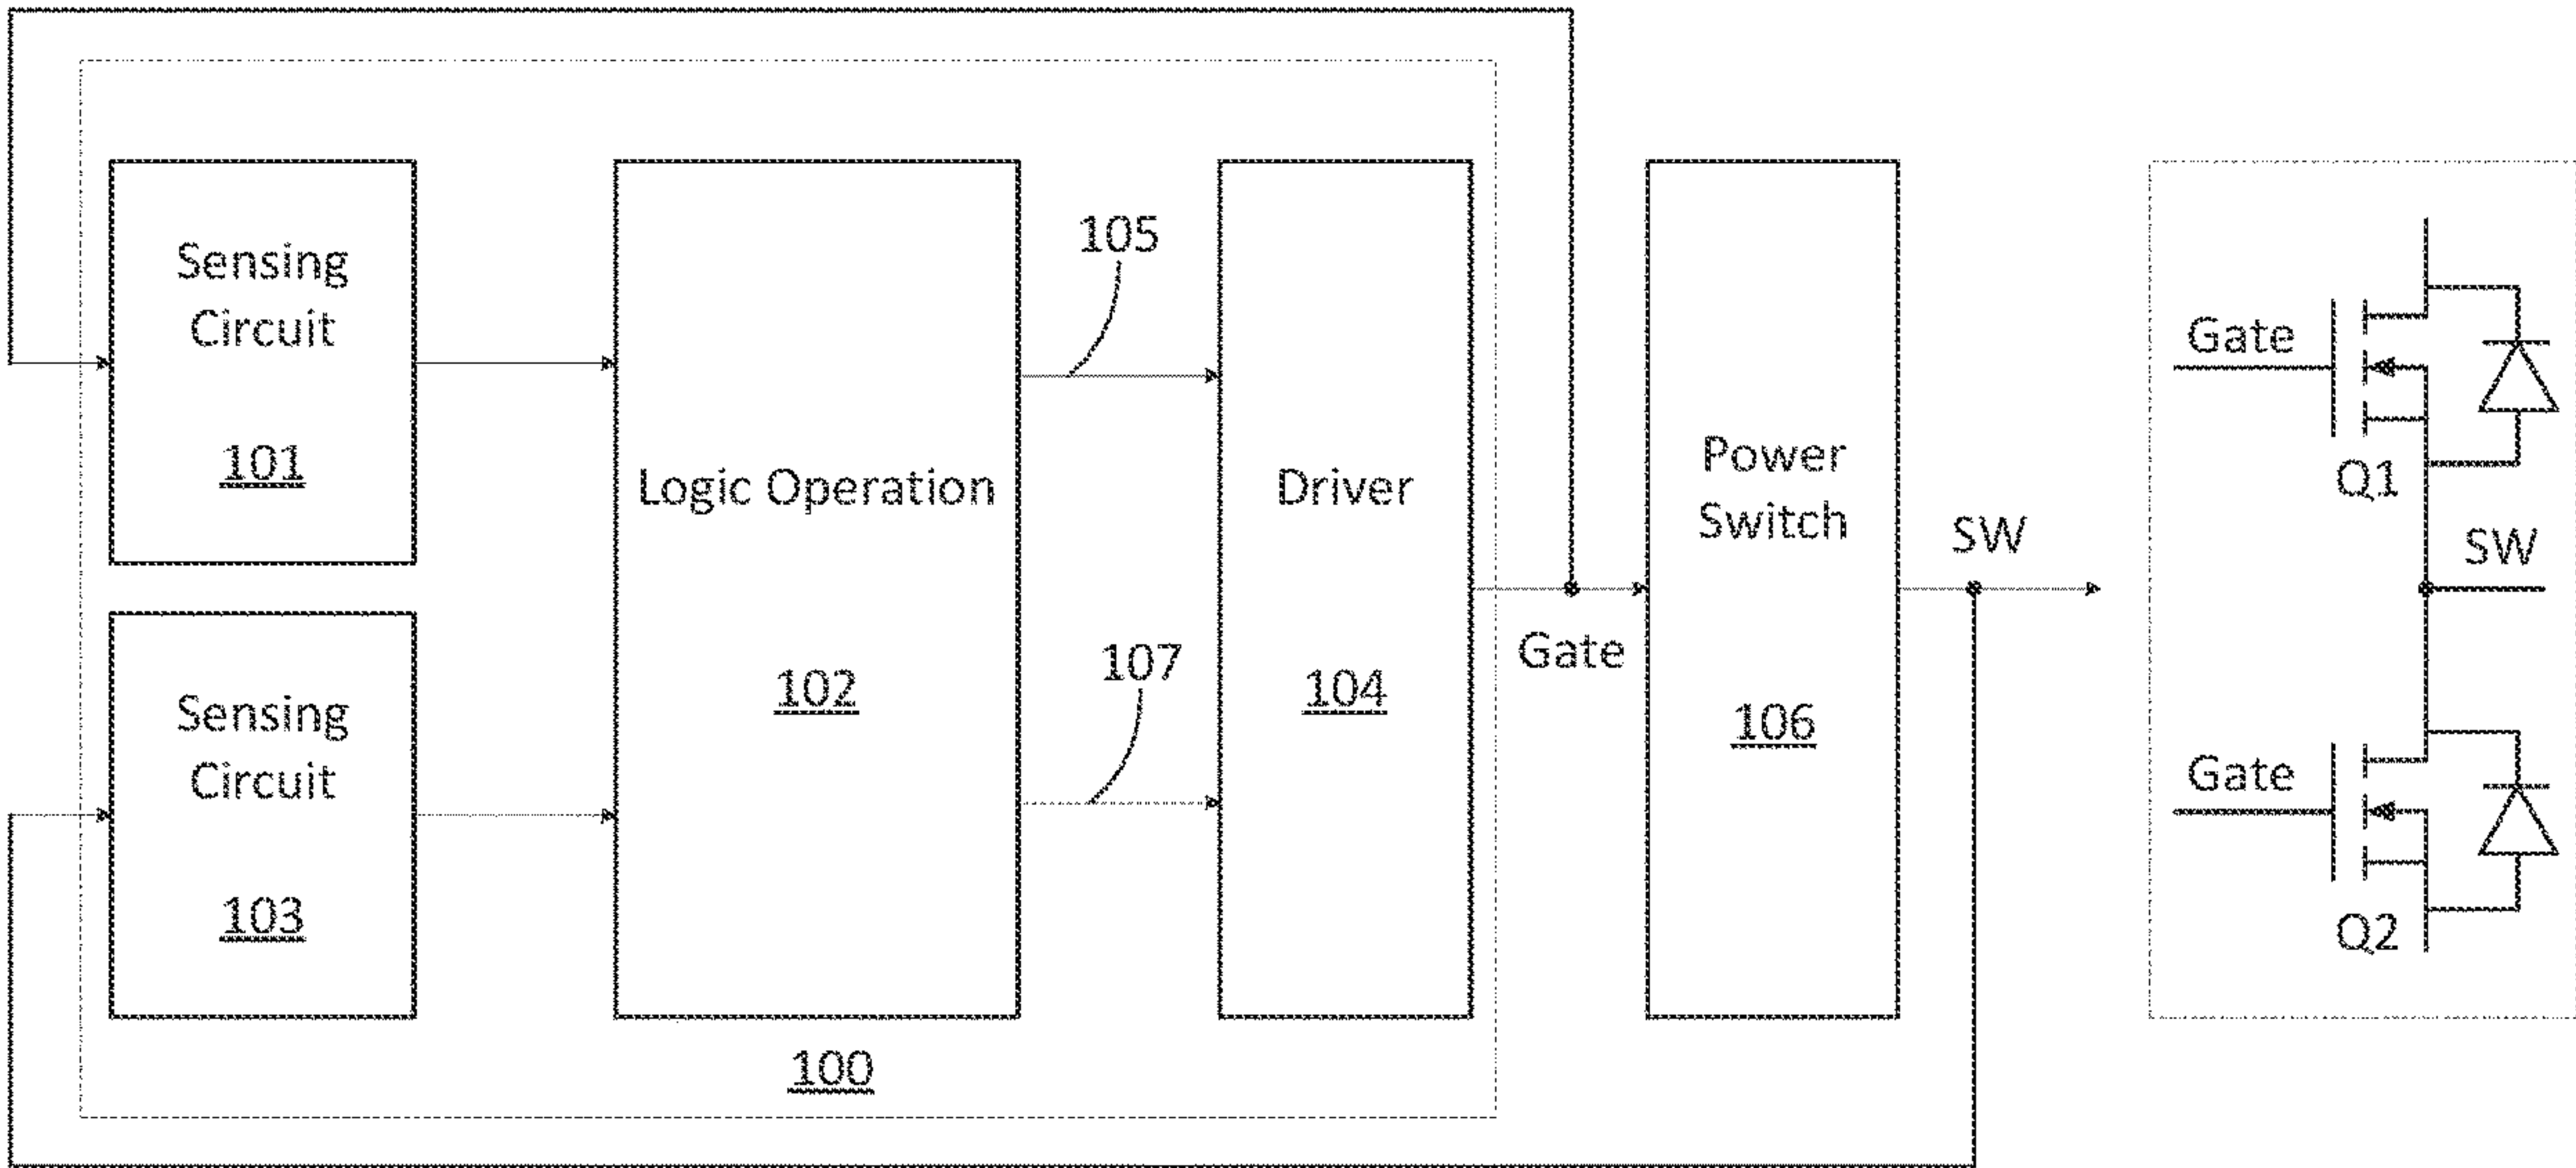 Sensing
Circuit
101
Sensing
Circuit
103
Logic Operation
102
105
107
Driver
104
100
Gate
Power
Switch
106
SW
Gate
Q1
SW
Gate
Q2